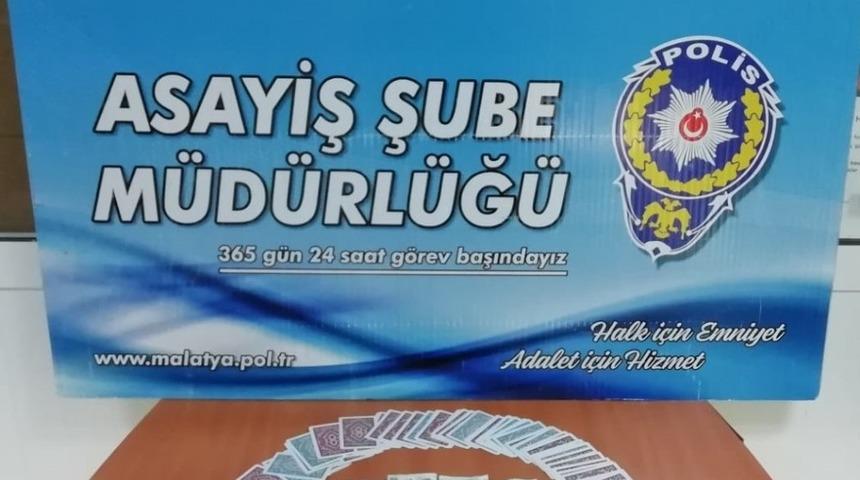 POLİS
ASAYİŞ ŞUBE
MÜDÜRLÜĞÜ
365 gün 24 saat görev başındayız
Halk için Emniyet
www.malatya.pol.tr
Adalet için Hizmet